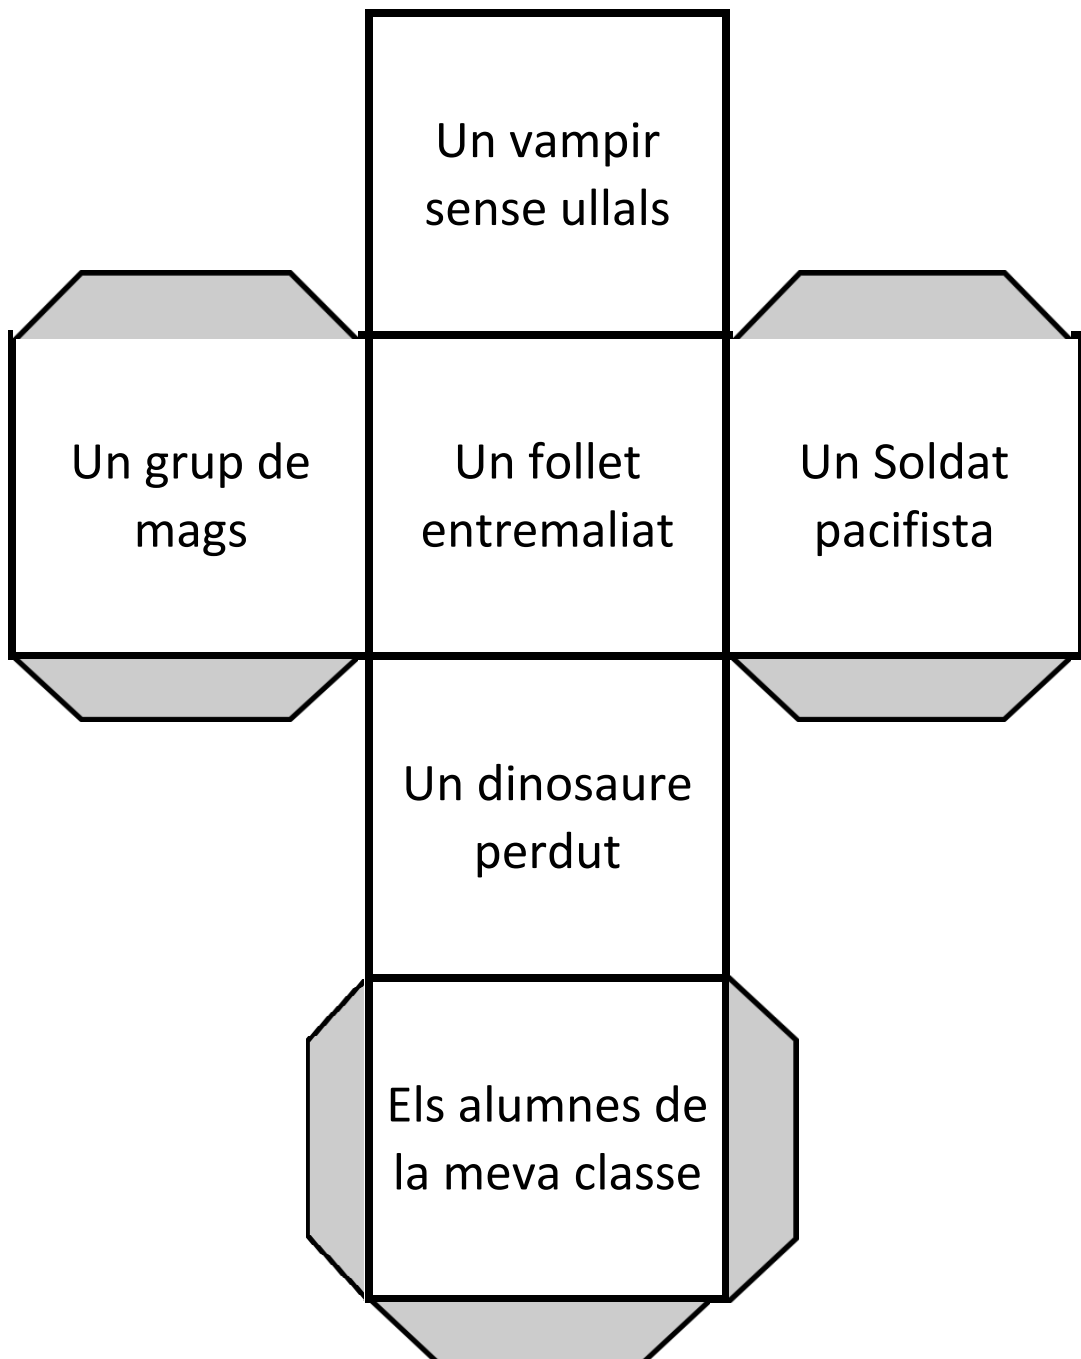 Un vampir
sense ullals
Un grup de
mags
Un follet
entremaliat
Un Soldat
pacifista
Un dinosaure
perdut
Els alumnes de
la meva classe